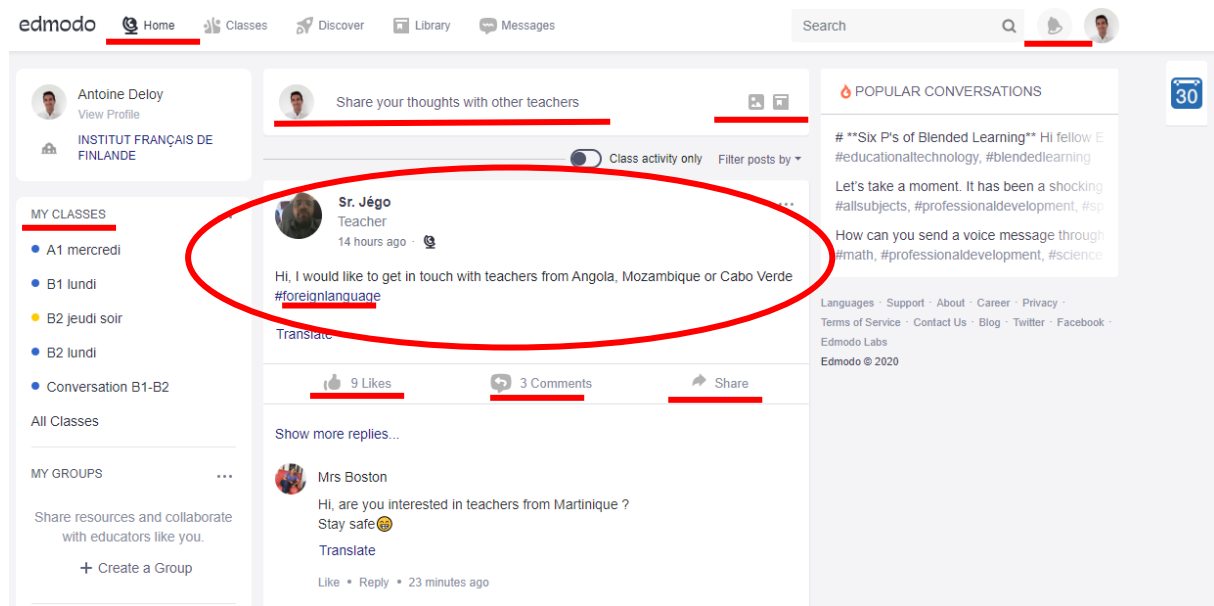 edmodo Home Classes Discover Library Messages Search
Antoine Deloy
View Profile
INSTITUT FRANÇAIS DE
FINLANDE
MY CLASSES
A1 mercredi
B1 lundi
B2 jeudi soir
B2 lundi
Conversation B1-B2
All Classes
MY GROUPS ...
Share resources and collaborate
with educators like you.
+ Create a Group
Share your thoughts with other teachers
Class activity only Filter posts by
Sr. Jégo ...
Teacher
14 hours ago ·
Hi, I would like to get in touch with teachers from Angola, Mozambique or Cabo Verde
#foreignlanguage
Translate
9 Likes 3 Comments Share
Show more replies...
Mrs Boston
Hi, are you interested in teachers from Martinique ?
Stay safe😁
Translate
Like • Reply • 23 minutes ago
POPULAR CONVERSATIONS
# **Six P's of Blended Learning** Hi fellow E
#educationaltechnology, #blendedlearning
Let's take a moment. It has been a shocking
#allsubjects, #professionaldevelopment, #sp
How can you send a voice message through
#math, #professionaldevelopment, #science
Languages · Support · About · Career · Privacy ·
Terms of Service · Contact Us · Blog · Twitter · Facebook ·
Edmodo Labs
Edmodo © 2020
30